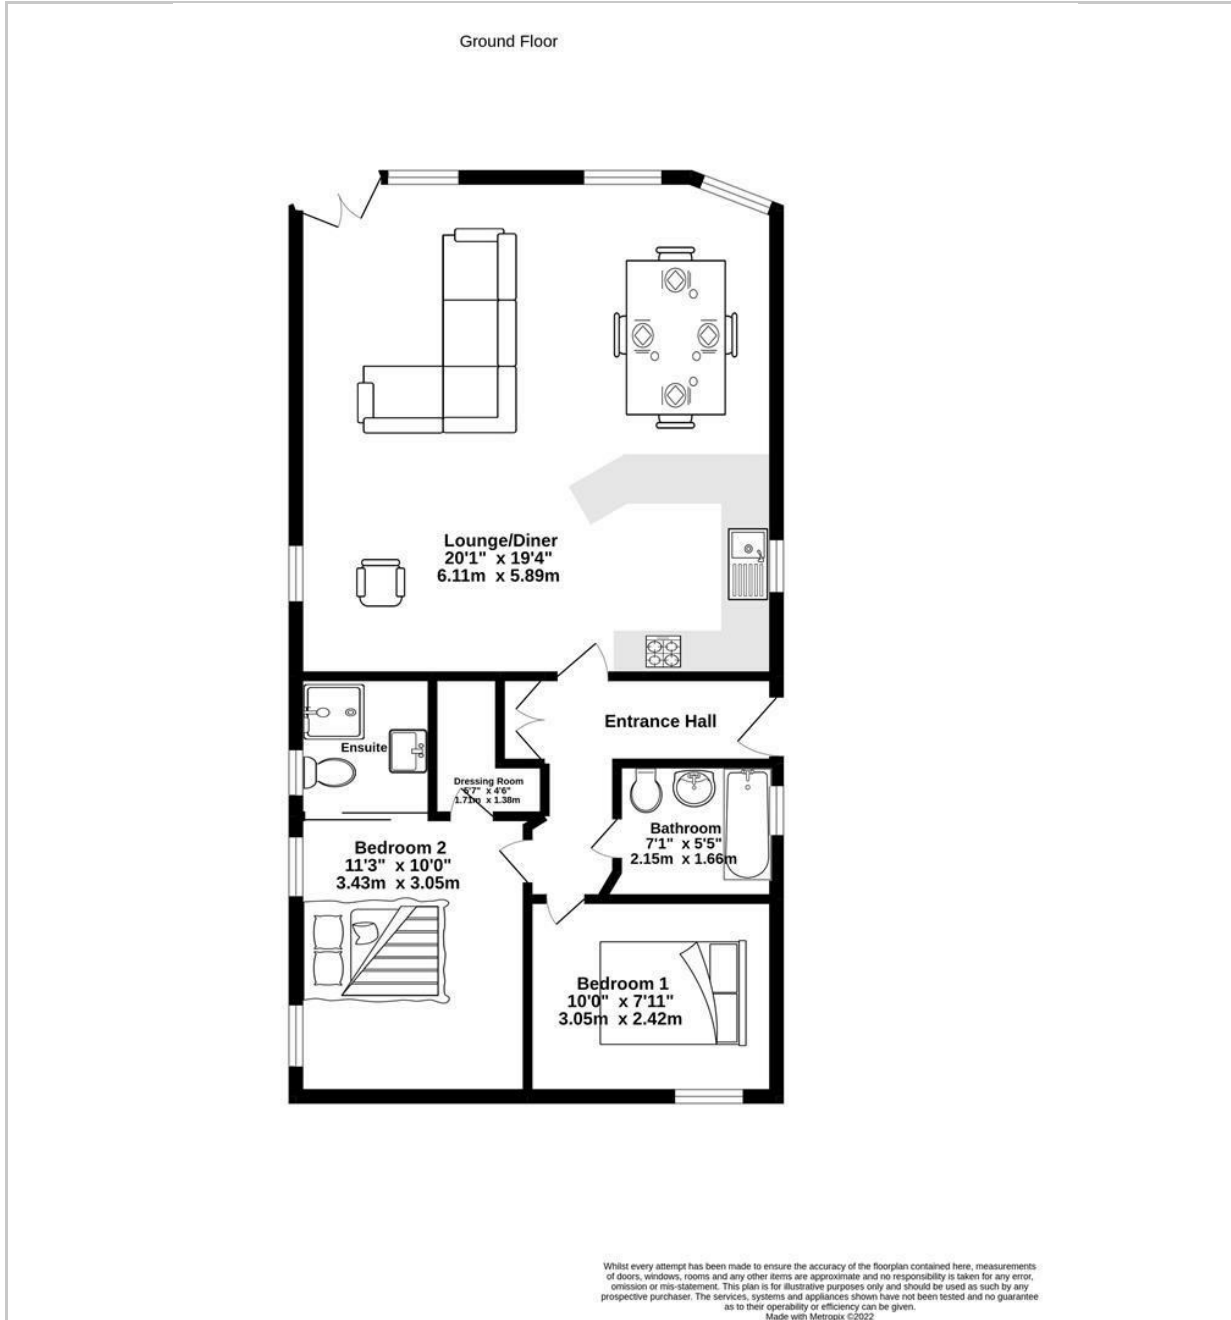 Ground Floor
Lounge/Diner
20'1" x 19'4"
6.11m x 5.89m
Entrance Hall
Ensuite
Dressing Room
5'7" x 4'6"
1.71m x 1.38m
Bathroom
7'1" x 5'5"
2.15m x 1.66m
Bedroom 2
11'3" x 10'0"
3.43m x 3.05m
Bedroom 1
10'0" x 7'11"
3.05m x 2.42m
Whilst every attempt has been made to ensure the accuracy of the floorplan contained here, measurements
of doors, windows, rooms and any other items are approximate and no responsibility is taken for any error,
omission or mis-statement. This plan is for illustrative purposes only and should be used as such by any
prospective purchaser. The services, systems and appliances shown have not been tested and no guarantee
as to their operability or efficiency can be given.
Made with Metropix ©2022